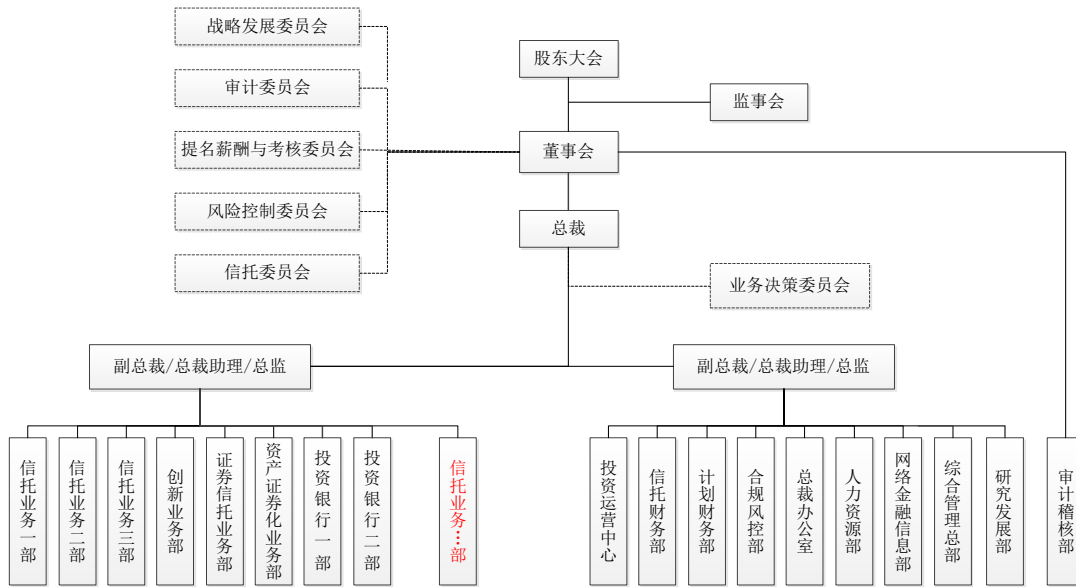 战略发展委员会
股东大会
审计委员会
监事会
提名薪酬与考核委员会
董事会
风险控制委员会
总裁
信托委员会
业务决策委员会
副总裁/总裁助理/总监
副总裁/总裁助理/总监
信托业务一部
信托业务二部
信托业务三部
创新业务部
证券信托业务部
资产证券化业务部
投资银行一部
投资银行二部
信托业务…部
投资运营中心
信托财务部
计划财务部
合规风控部
总裁办公室
人力资源部
网络金融信息部
综合管理总部
研究发展部
审计稽核部